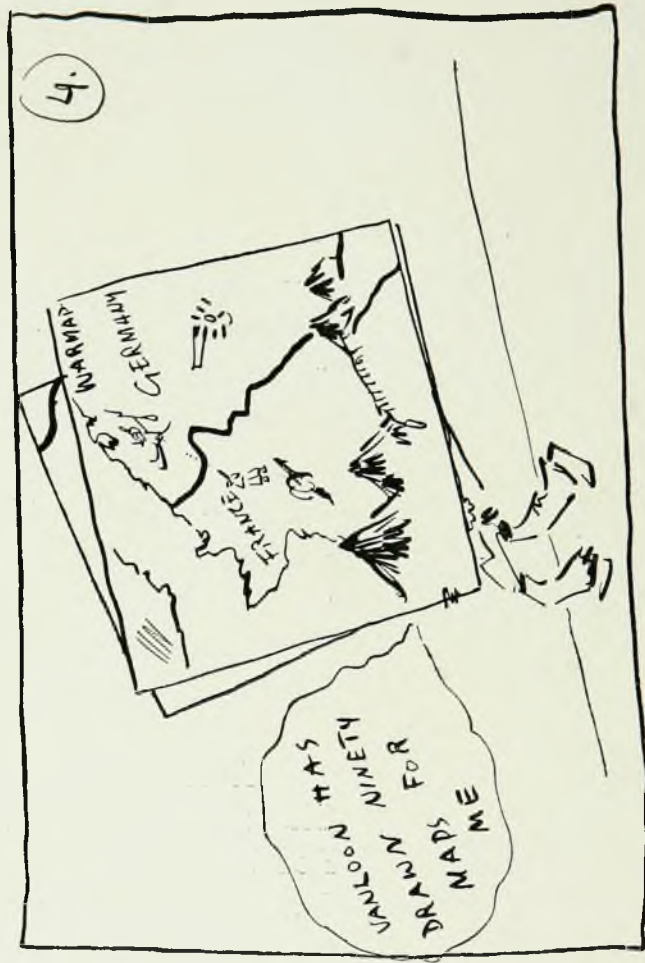 4.
WARMAP
GERMANY
FRANCE
VANLOON HAS
DRAWN NINETY
MAPS FOR
ME